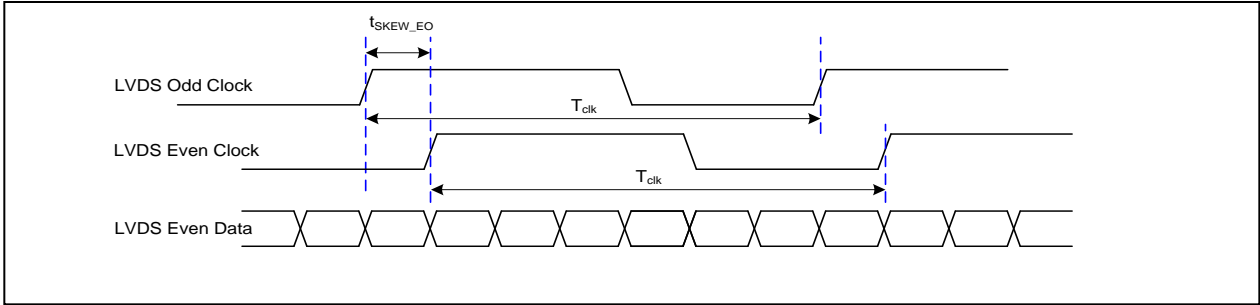 tSKEW_EO
LVDS Odd Clock
Tclk
LVDS Even Clock
Tclk
LVDS Even Data